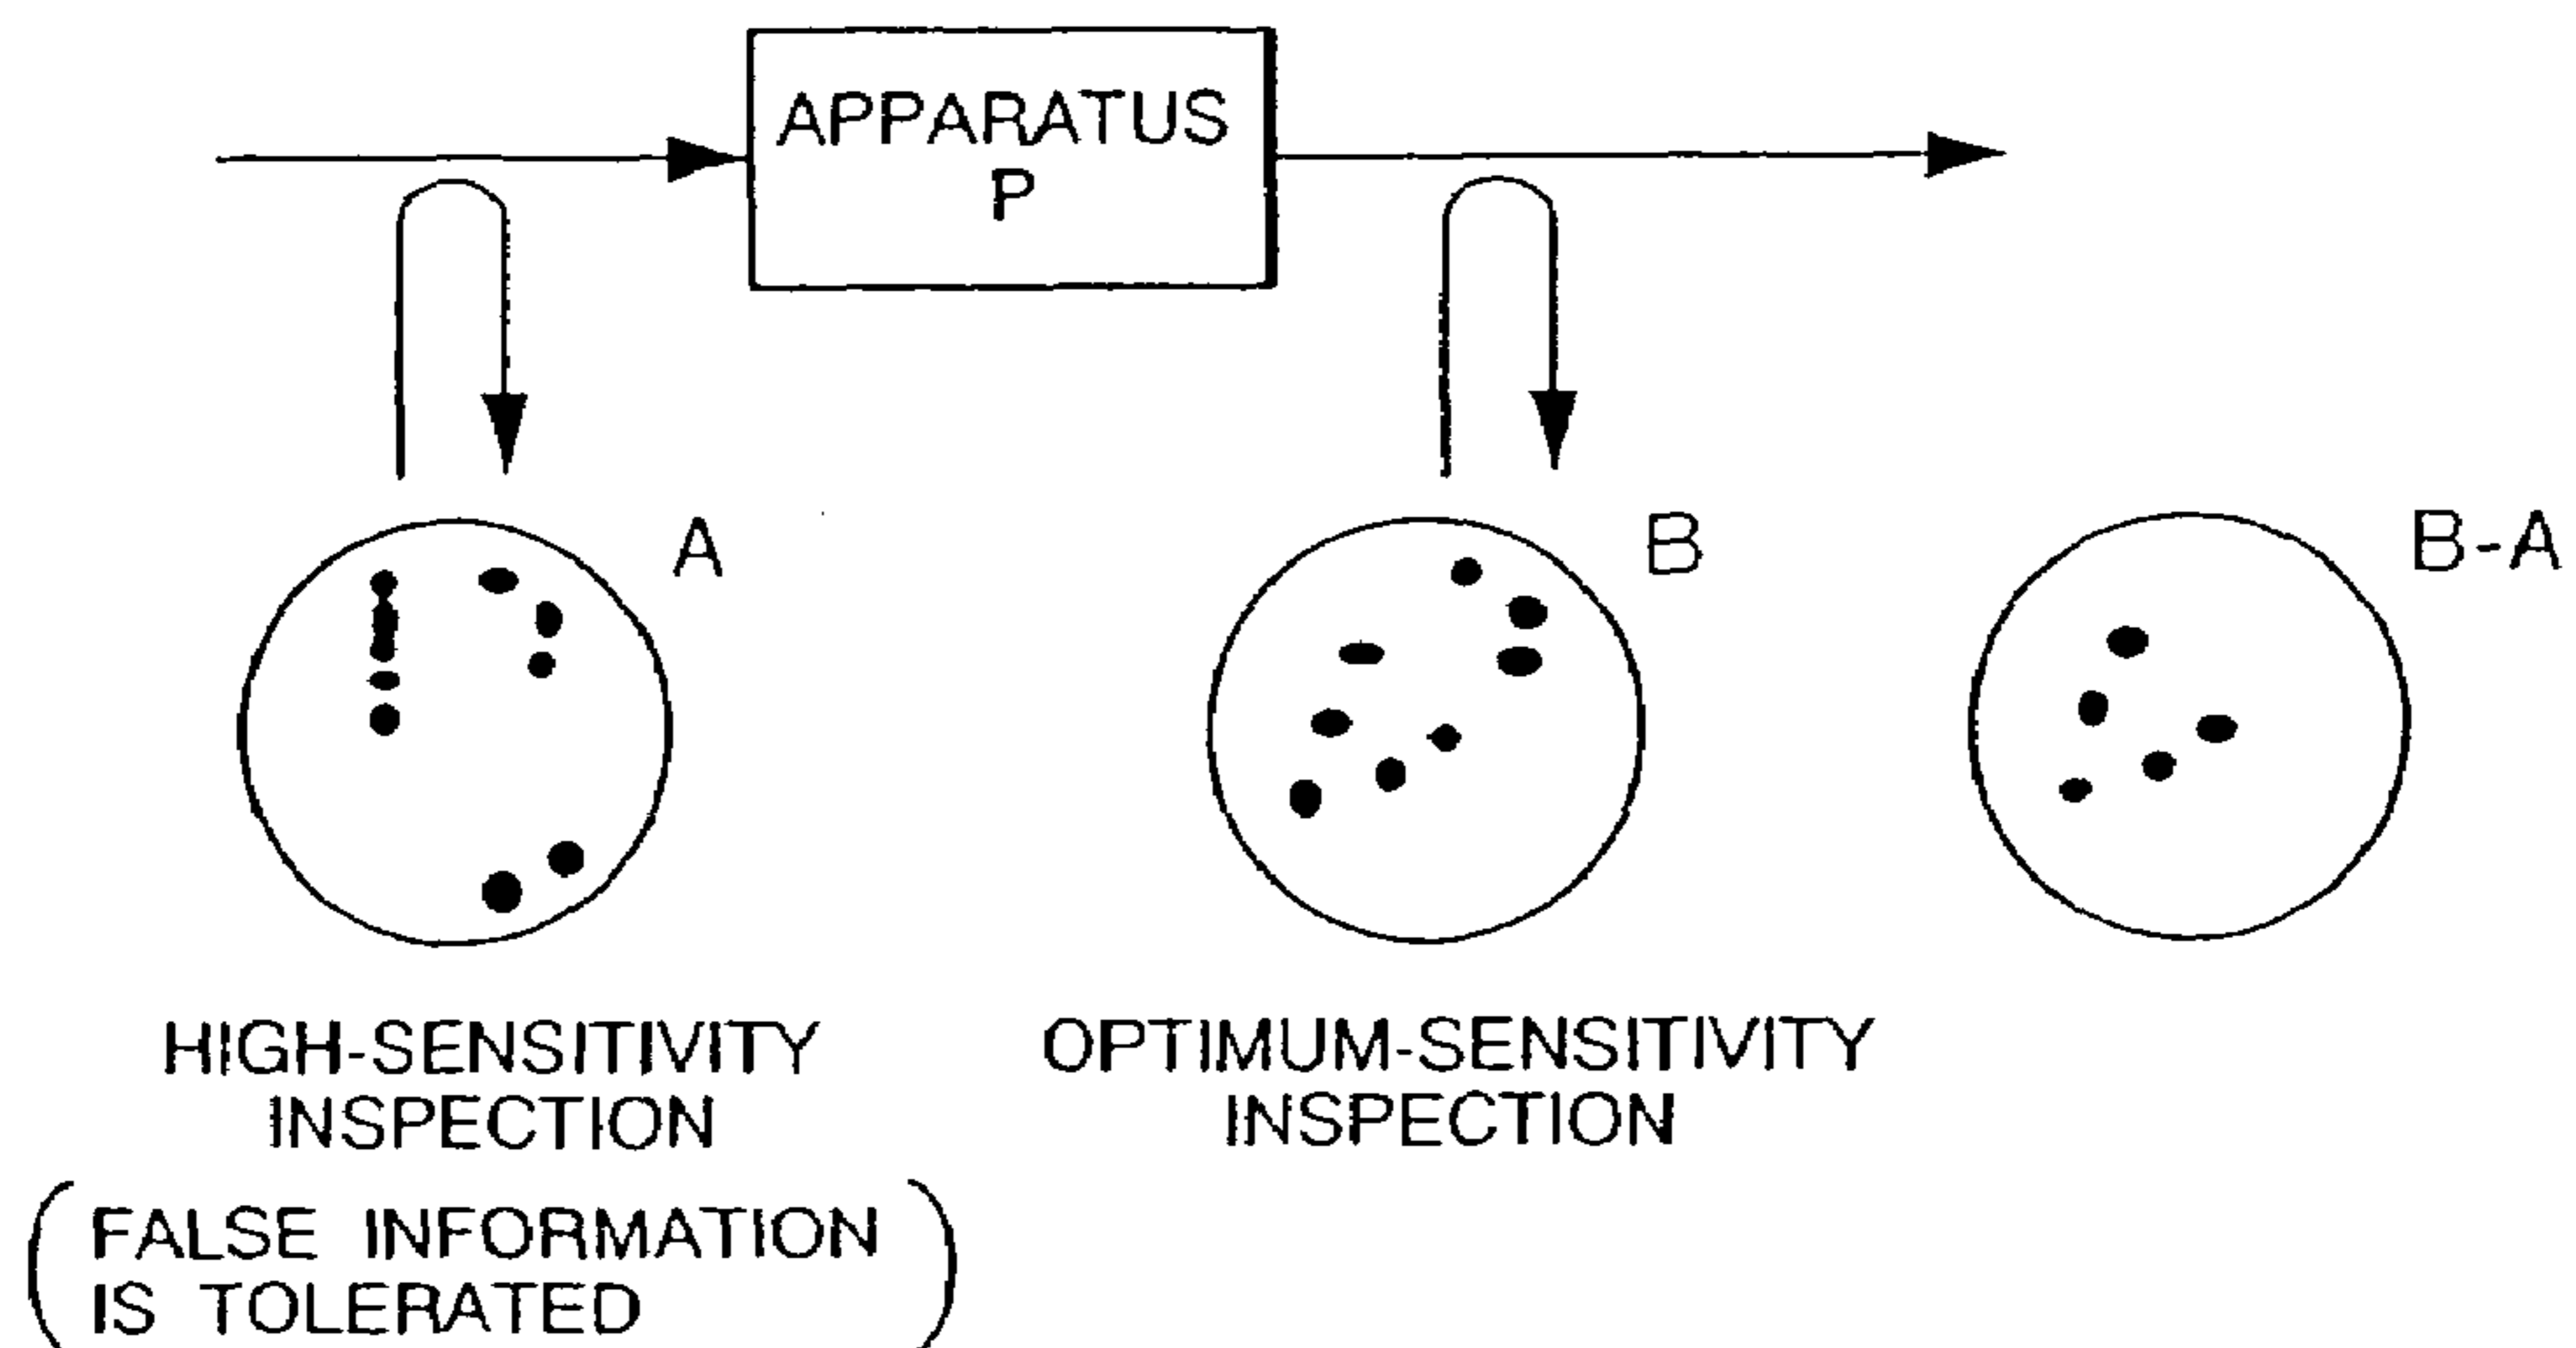 APPARATUS
P
A
B
B-A
HIGH-SENSITIVITY
INSPECTION
(FALSE INFORMATION
IS TOLERATED)
OPTIMUM-SENSITIVITY
INSPECTION